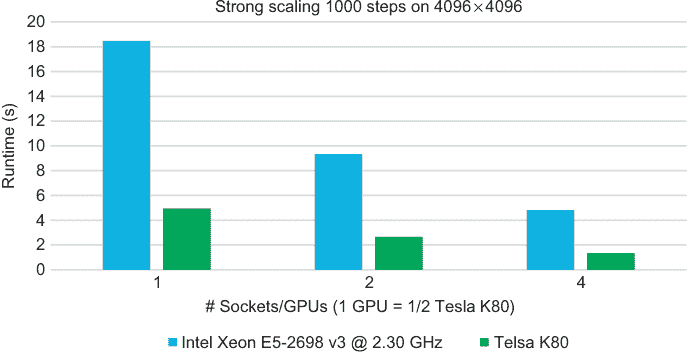 Strong scaling 1000 steps on 4096×4096
20
18
16
14
12
10
8
6
4
2
0
Runtime (s)
1
2
4
# Sockets/GPUs (1 GPU = 1/2 Tesla K80)
Intel Xeon E5-2698 v3 @ 2.30 GHz
Telsa K80